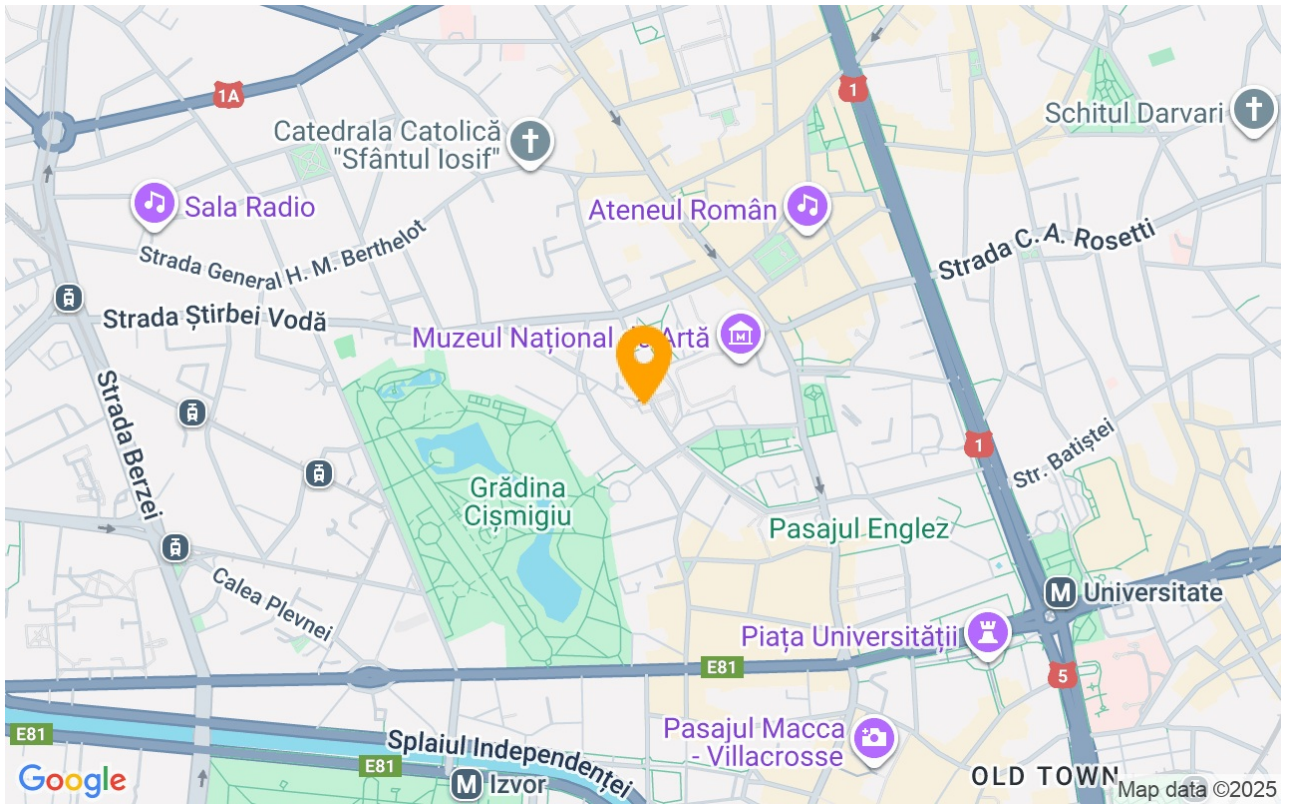 1A
1
Catedrala Catolică
"Sfântul Iosif"
Schitul Darvari
Sala Radio
Ateneul Român
Strada General H. M. Berthelot
Strada C. A. Rosetti
Strada Știrbei Vodă
Muzeul Național de Artă
Strada Berzei
1
Str. Batiștei
Grădina
Cișmigiu
Pasajul Englez
Calea Plevnei
M Universitate
Piața Universității
E81
5
E81
Pasajul Macca
- Villacrosse
Splaiul Independenței
E81
M Izvor
OLD TOWN
Google
Map data ©2025